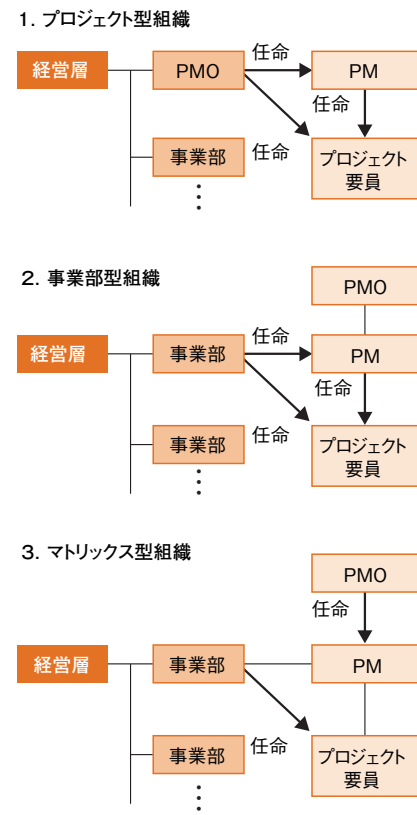 1. プロジェクト型組織
経営層
PMO
任命
PM
任命
事業部
任命
プロジェクト
要員
2. 事業部型組織
PMO
経営層
事業部
任命
PM
任命
事業部
任命
プロジェクト
要員
3. マトリックス型組織
PMO
任命
経営層
事業部
PM
事業部
任命
プロジェクト
要員